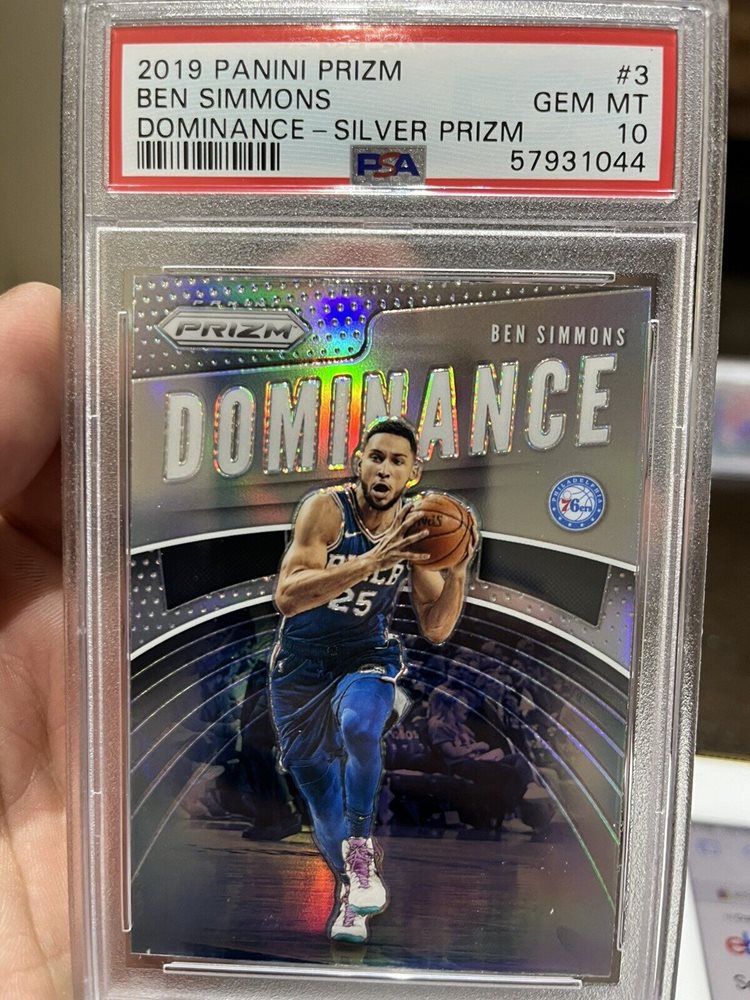 2019 PANINI PRIZM #3
BEN SIMMONS GEM MT
DOMINANCE – SILVER PRIZM 10
PSA 57931044
PRIZM
BEN SIMMONS
DOMINANCE
PHILADELPHIA
76ers
25